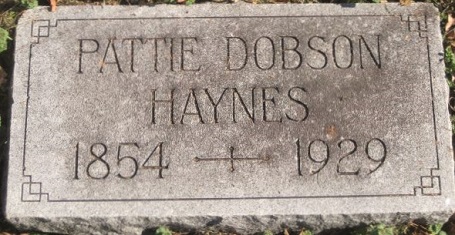 PATTIE DOBSON
HAYNES
1854 1929